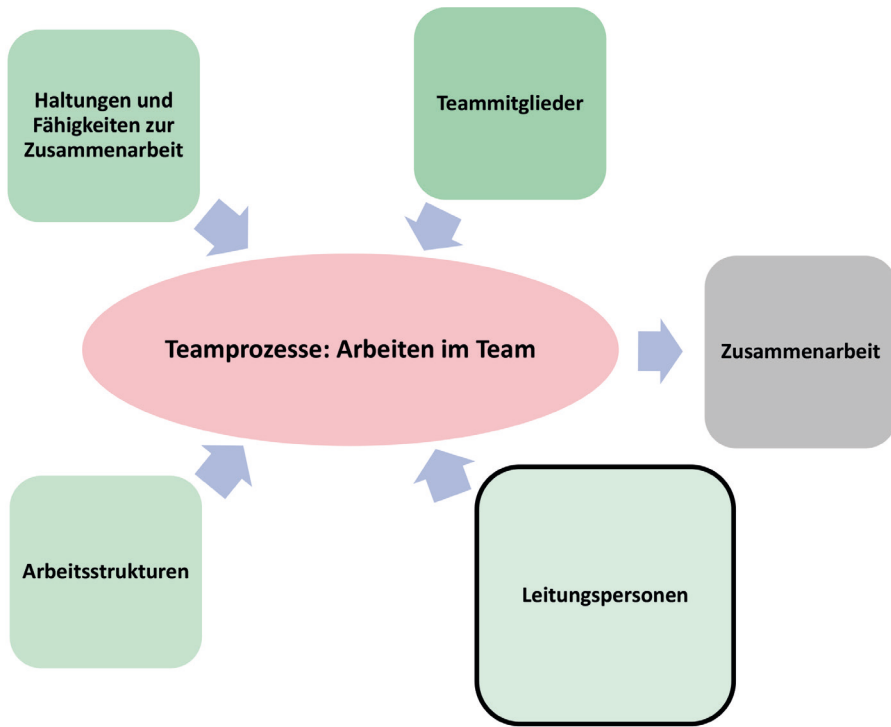 Haltungen und
Fähigkeiten zur
Zusammenarbeit
Teammitglieder
Teamprozesse: Arbeiten im Team
Zusammenarbeit
Arbeitsstrukturen
Leitungspersonen